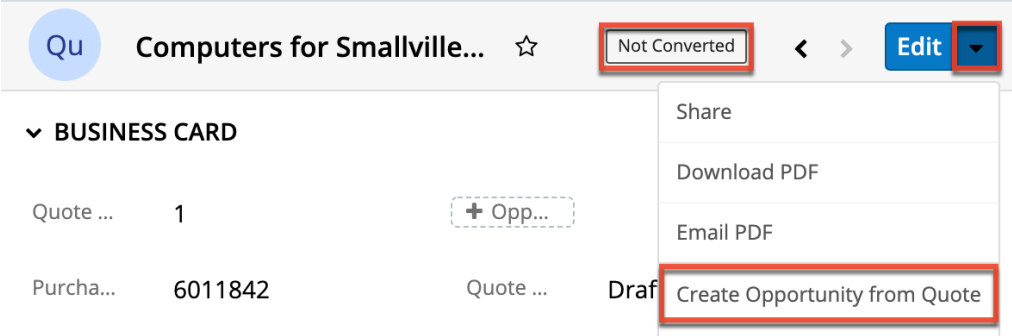 Qu Computers for Smallville... Not Converted Edit
Share
BUSINESS CARD
Download PDF
Quote ... 1 + Opp...
Email PDF
Purcha... 6011842 Quote ... Draf
Create Opportunity from Quote